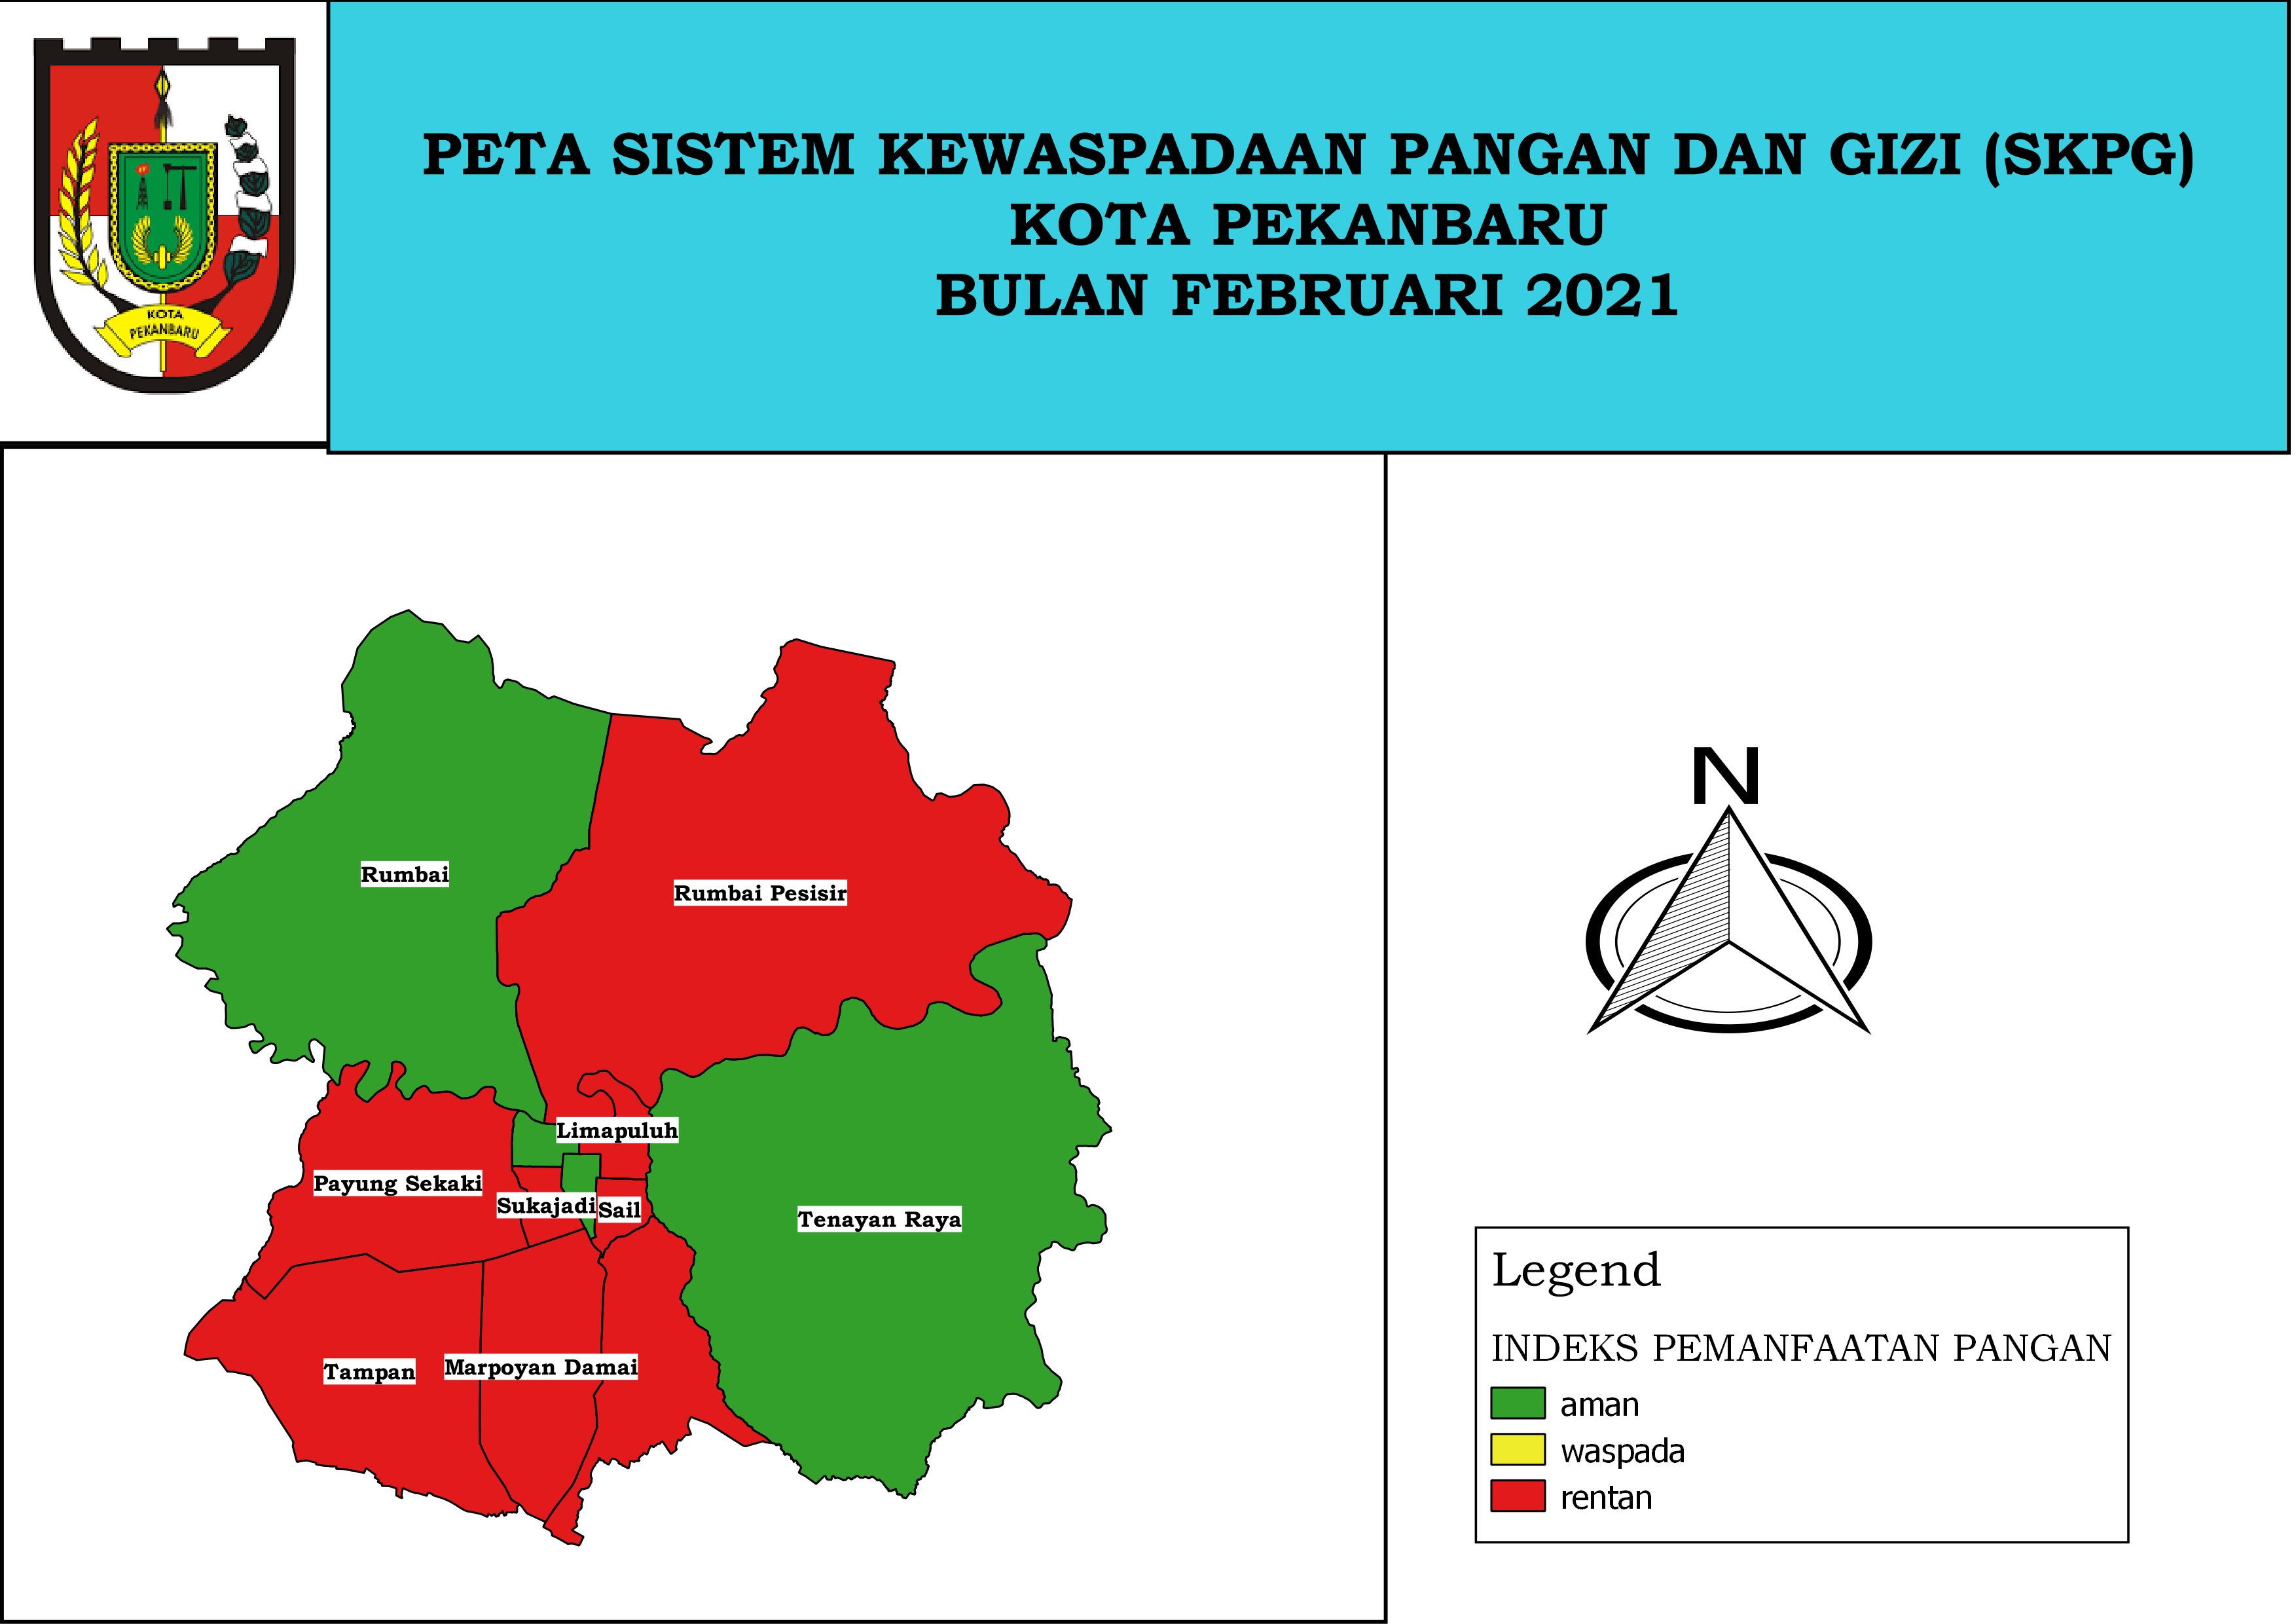 PETA SISTEM KEWASPADAAN PANGAN DAN GIZI (SKPG)
KOTA PEKANBARU
BULAN FEBRUARI 2021
KOTA
PEKANBARU
N
Rumbai
Rumbai Pesisir
Limapuluh
Payung Sekaki
Sukajadi
Sail
Tenayan Raya
Tampan
Marpoyan Damai
Legend
INDEKS PEMANFAATAN PANGAN
aman
waspada
rentan